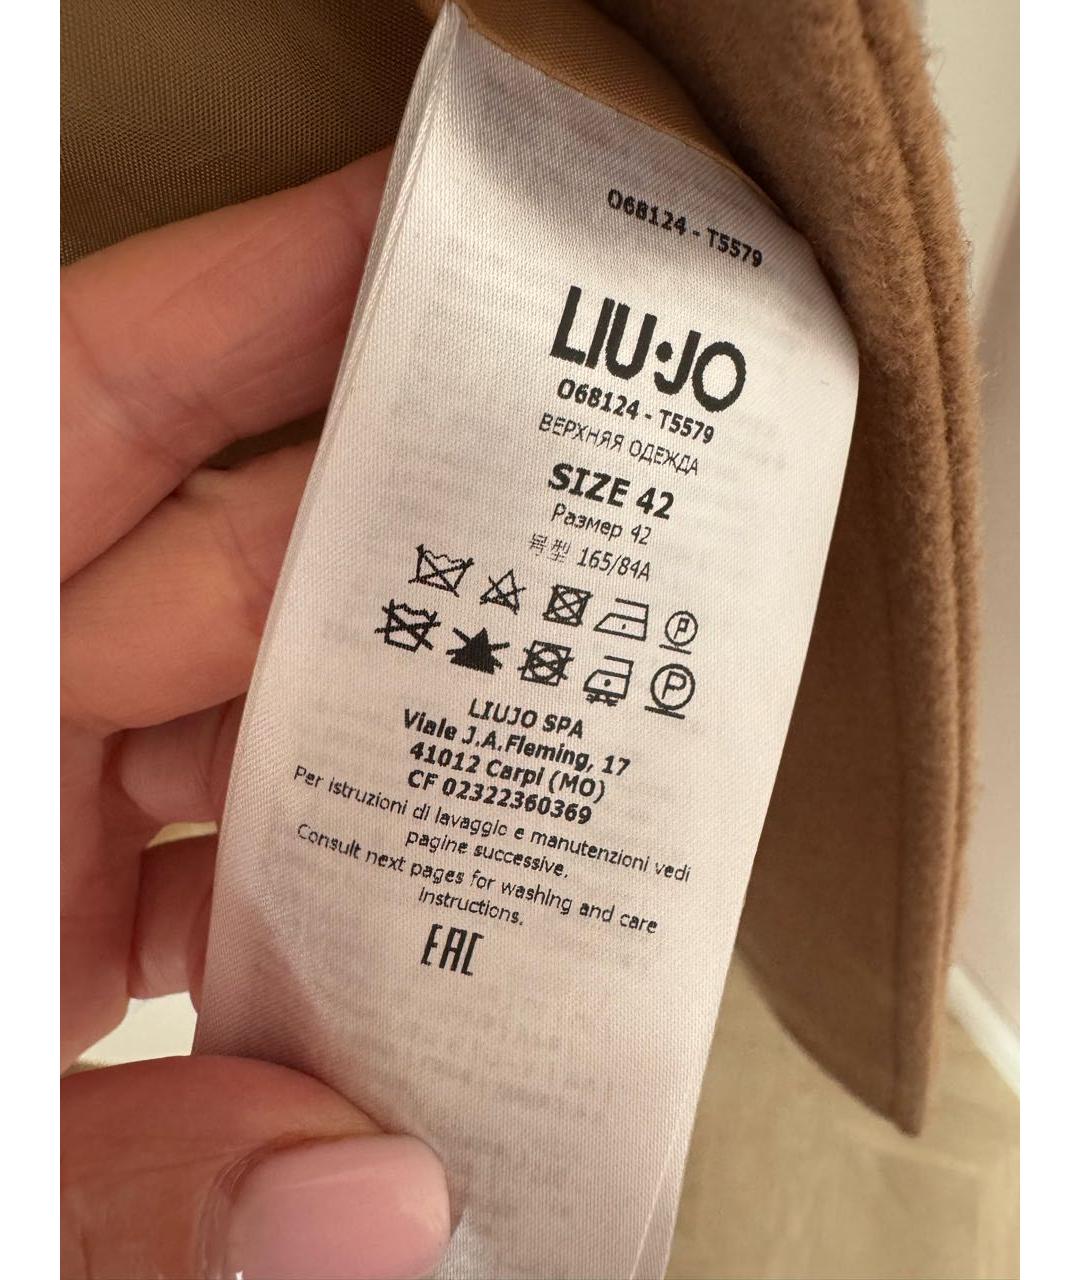 O68124 - T5579
LIU·JO
O68124 - T5579
ВЕРХНЯЯ ОДЕЖДА
SIZE 42
Размер 42
号型 165/84A
P
P
LIUJO SPA
Viale J.A.Fleming, 17
41012 Carpi (MO)
CF 02322360369
Per istruzioni di lavaggio e manutenzioni vedi
pagine successive.
Consult next pages for washing and care
instructions.
EAC